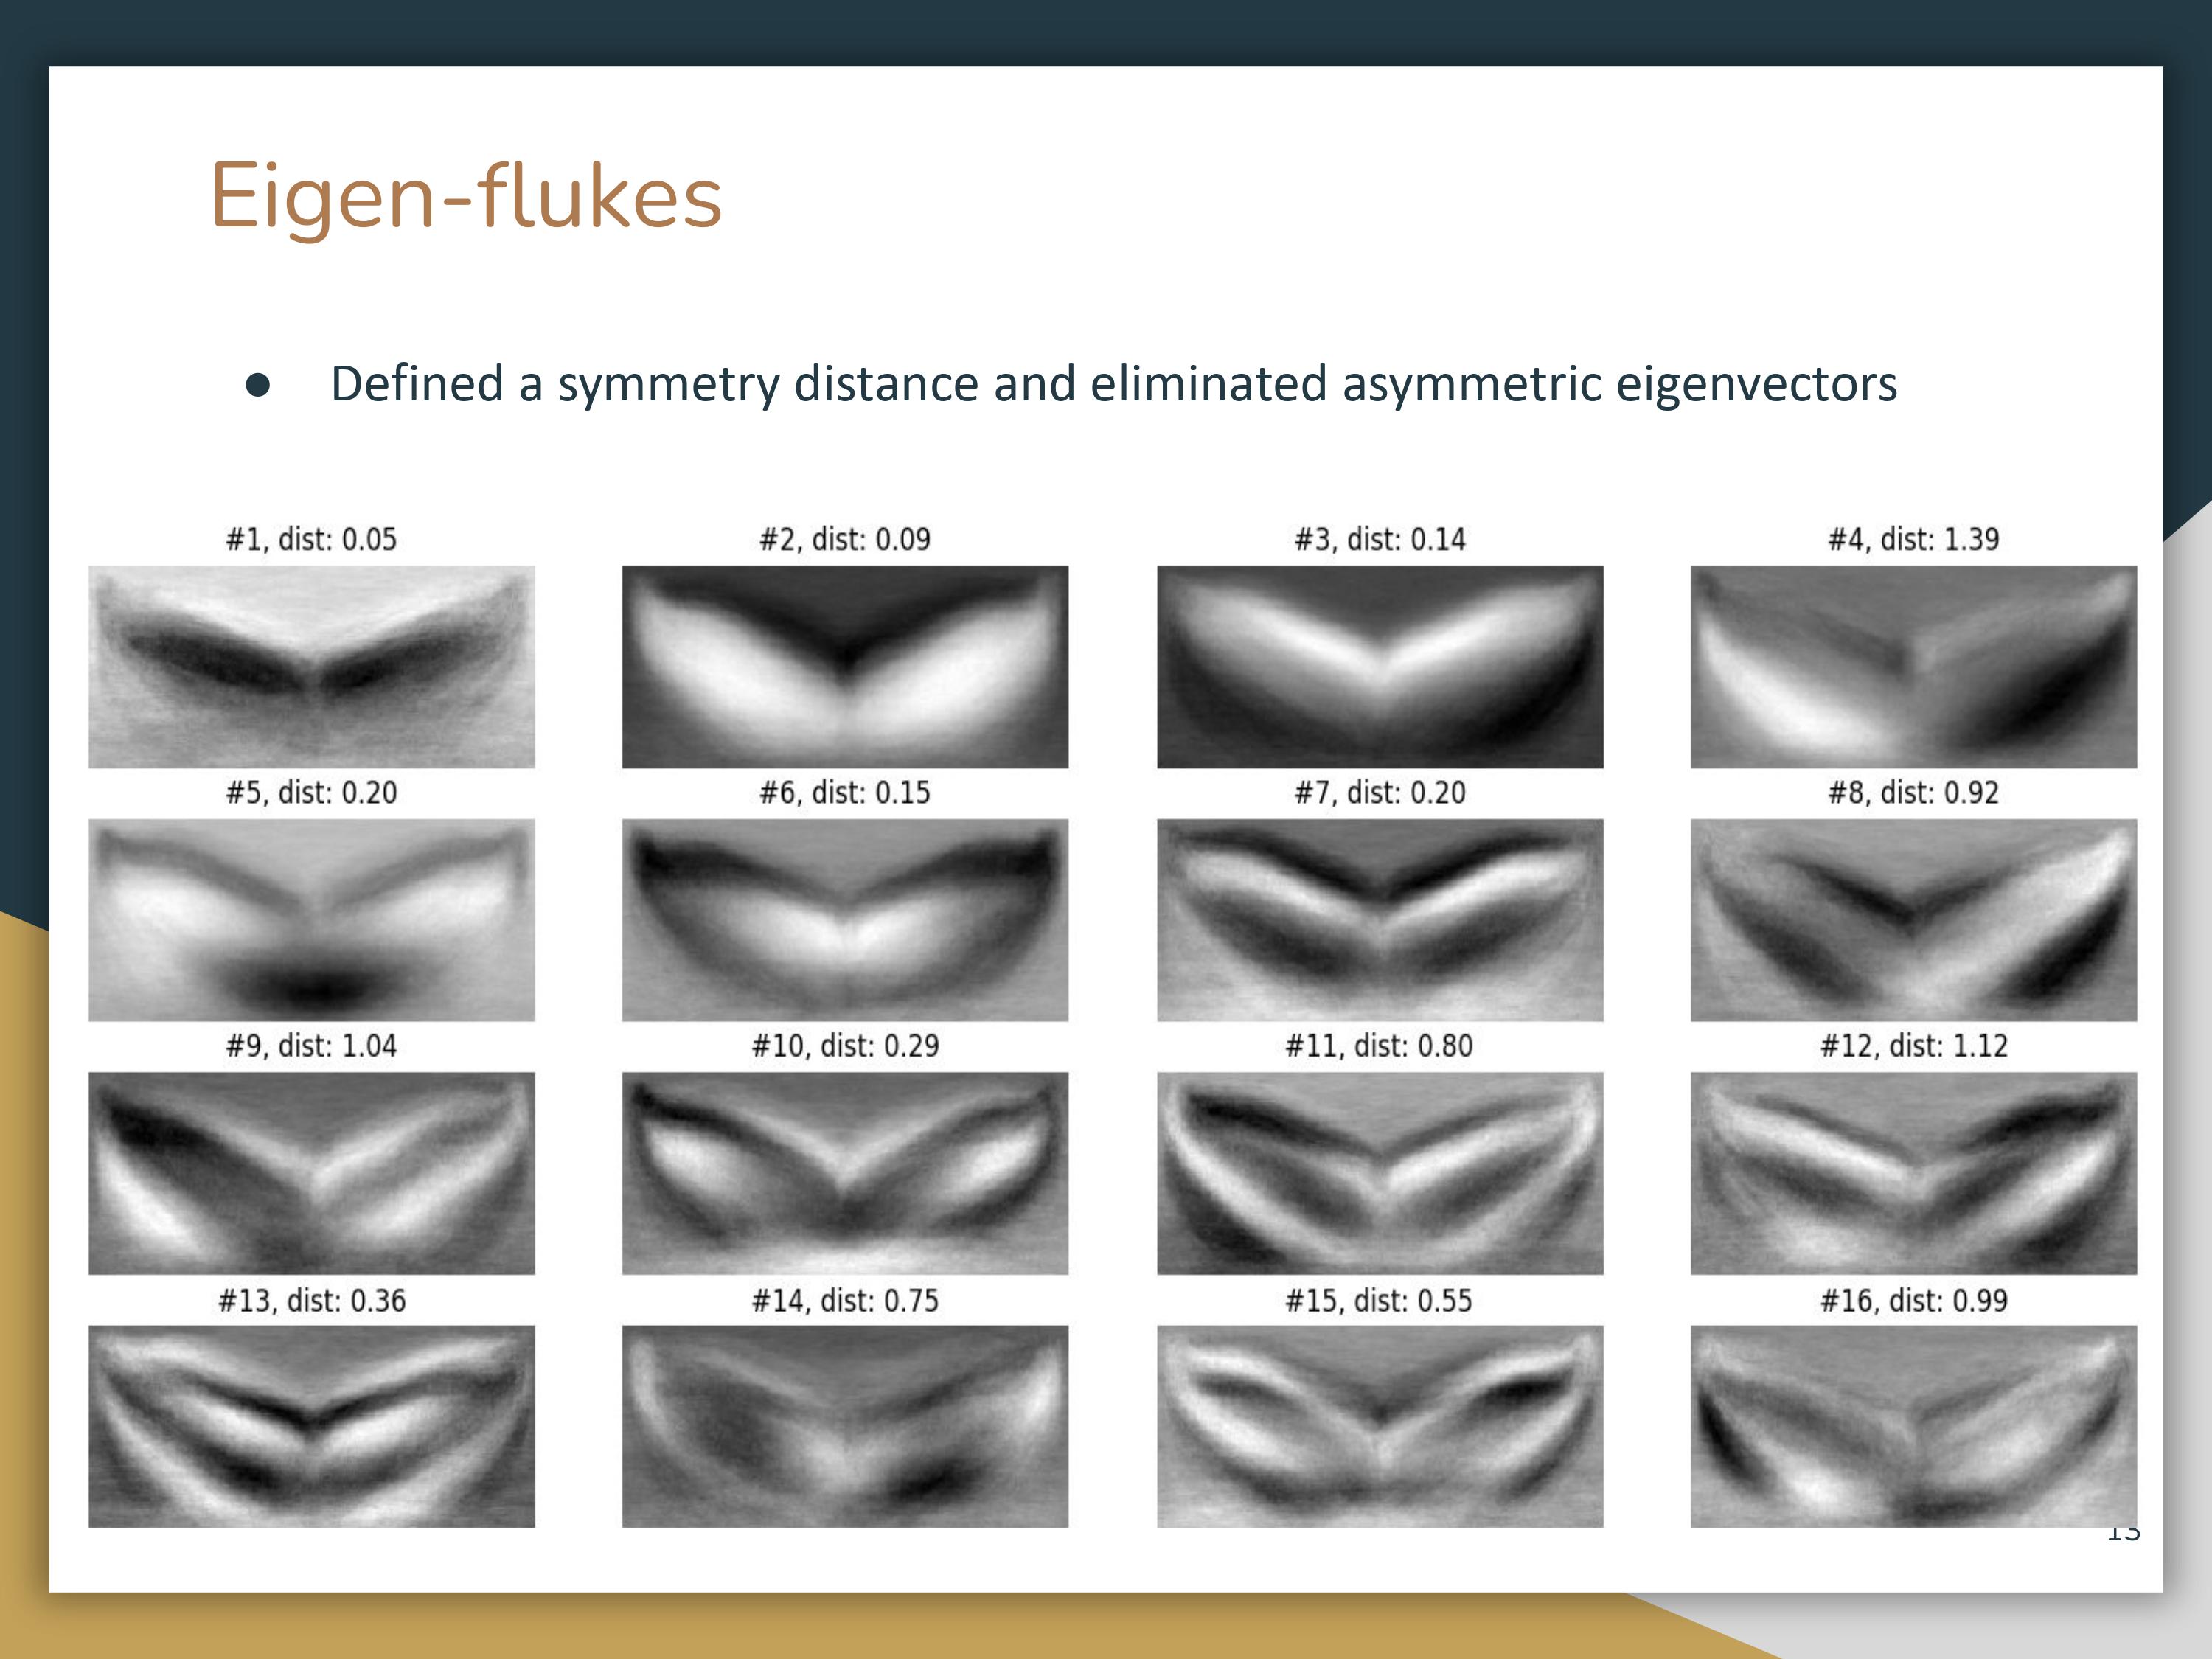 Eigen-flukes
● Defined a symmetry distance and eliminated asymmetric eigenvectors
#1, dist: 0.05
#2, dist: 0.09
#3, dist: 0.14
#4, dist: 1.39
#5, dist: 0.20
#6, dist: 0.15
#7, dist: 0.20
#8, dist: 0.92
#9, dist: 1.04
#10, dist: 0.29
#11, dist: 0.80
#12, dist: 1.12
#13, dist: 0.36
#14, dist: 0.75
#15, dist: 0.55
#16, dist: 0.99
13